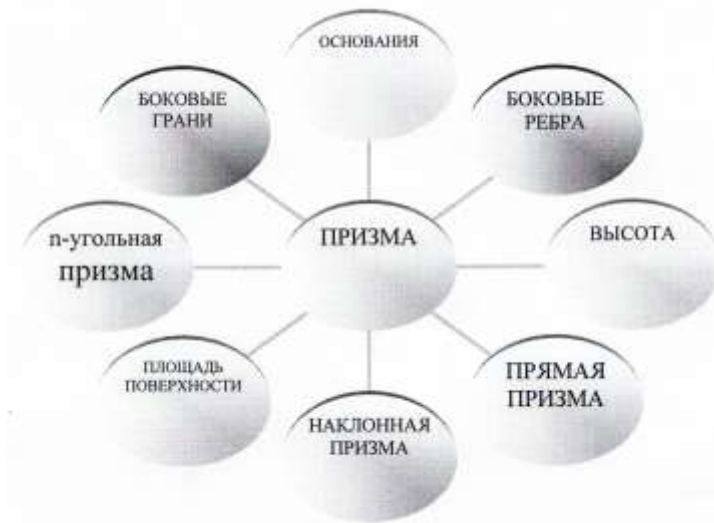 ОСНОВАНИЯ
БОКОВЫЕ
ГРАНИ
БОКОВЫЕ
РЕБРА
n-угольная
призма
ПРИЗМА
ВЫСОТА
ПЛОЩАДЬ
ПОВЕРХНОСТИ
НАКЛОННАЯ
ПРИЗМА
ПРЯМАЯ
ПРИЗМА